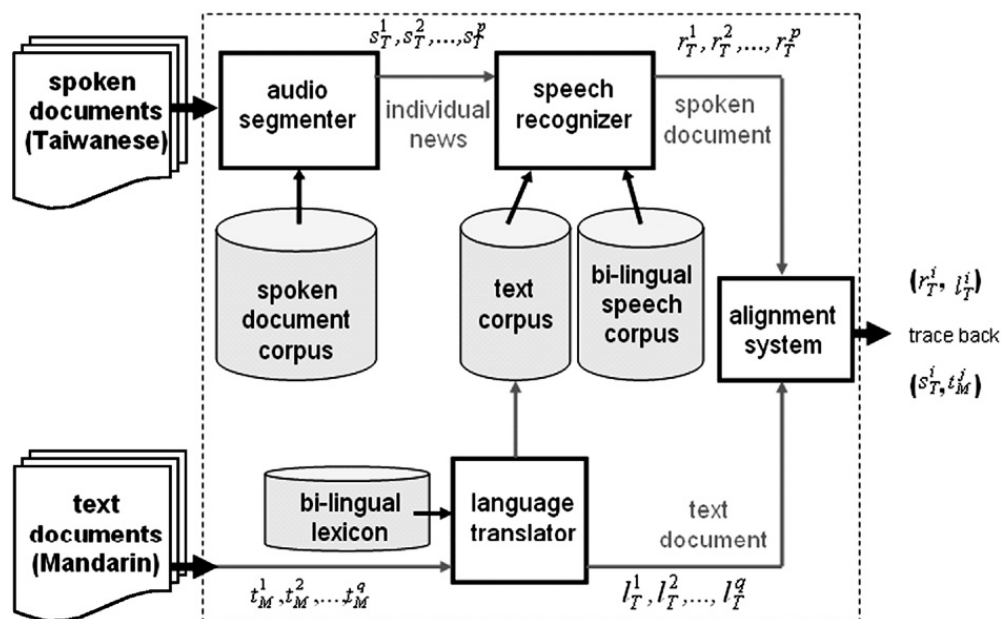 spoken
documents
(Taiwanese)
audio
segmenter
s_T^1, s_T^2, ..., s_T^p
individual
news
speech
recognizer
r_T^1, r_T^2, ..., r_T^p
spoken
document
spoken
document
corpus
text
corpus
bi-lingual
speech
corpus
alignment
system
(r_T^i, l_T^i)
trace back
(s_T^i, t_M^j)
text
documents
(Mandarin)
bi-lingual
lexicon
language
translator
text
document
t_M^1, t_M^2, ..., t_M^q
l_T^1, l_T^2, ..., l_T^q